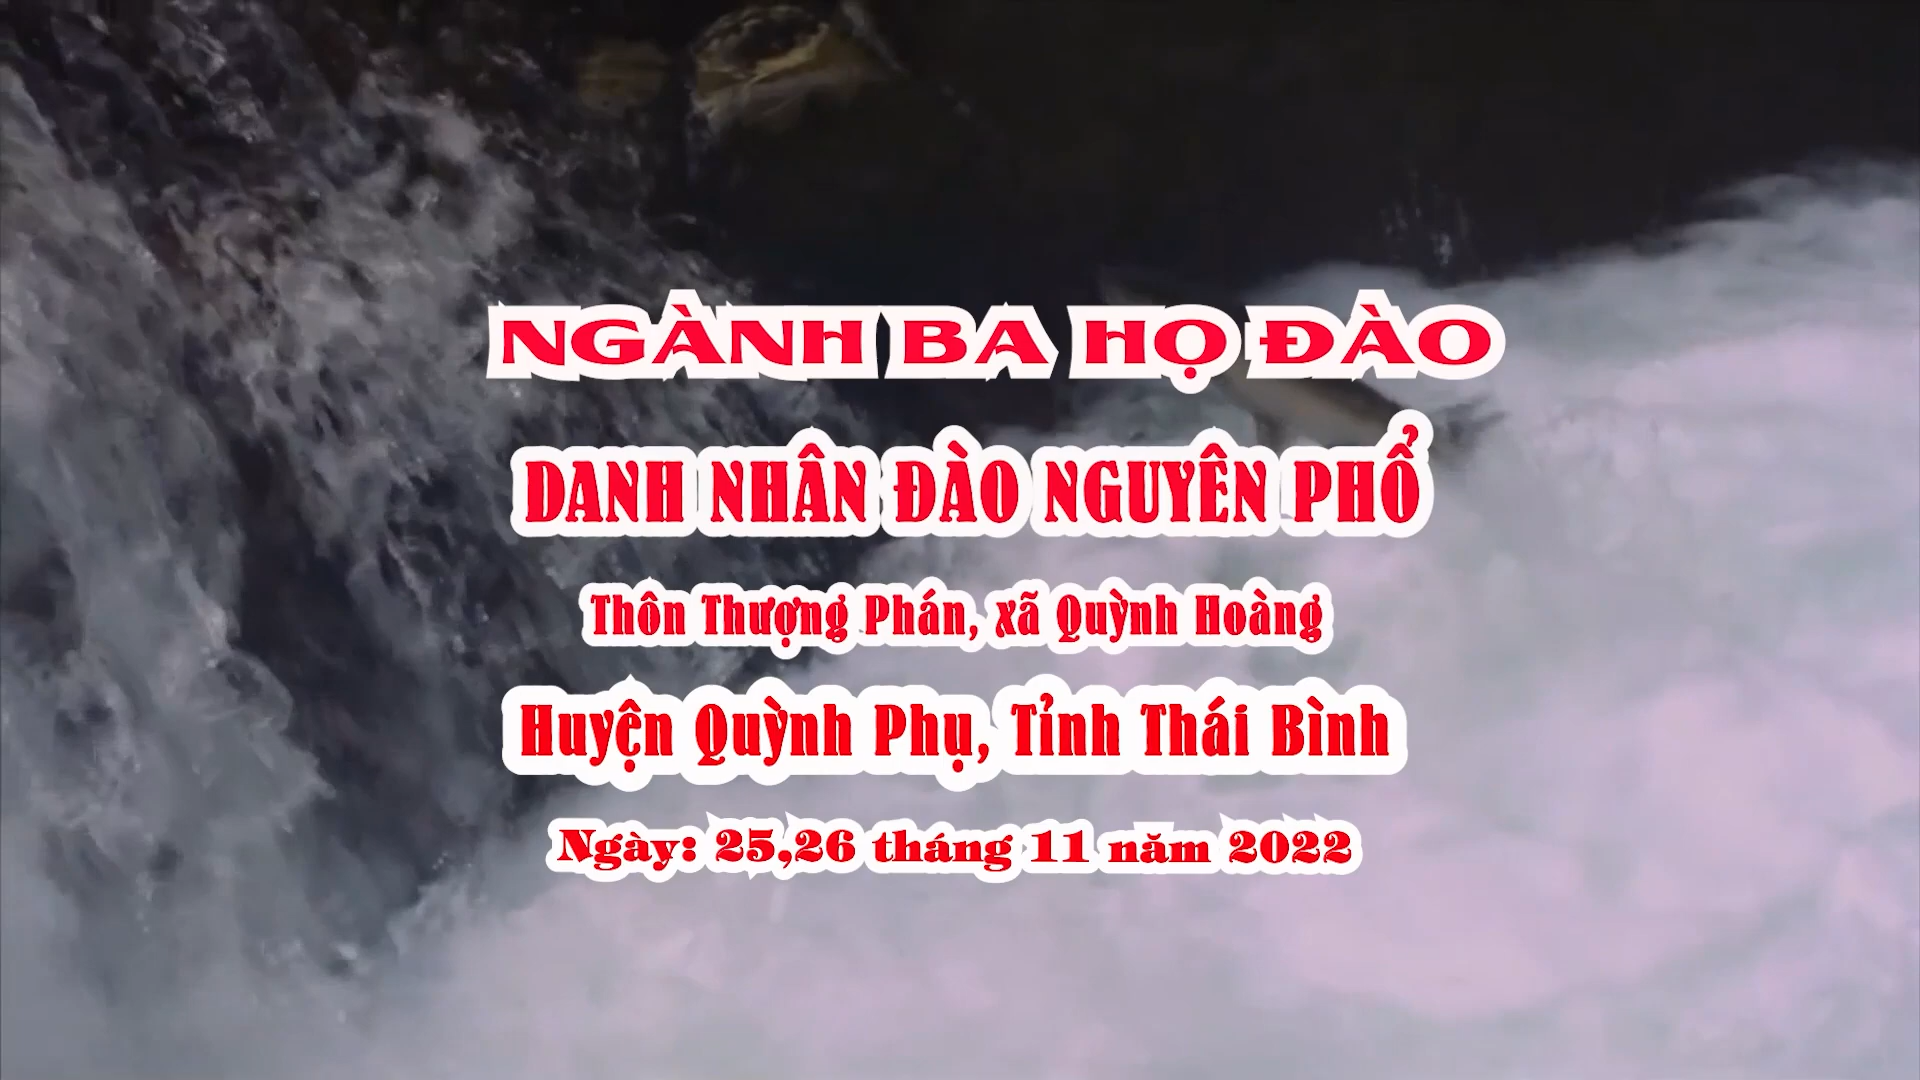 NGÀNH BA HỌ ĐÀO
DANH NHÂN ĐÀO NGUYÊN PHỔ
Thôn Thượng Phán, xã Quỳnh Hoàng
Huyện Quỳnh Phụ, Tỉnh Thái Bình
Ngày: 25,26 tháng 11 năm 2022